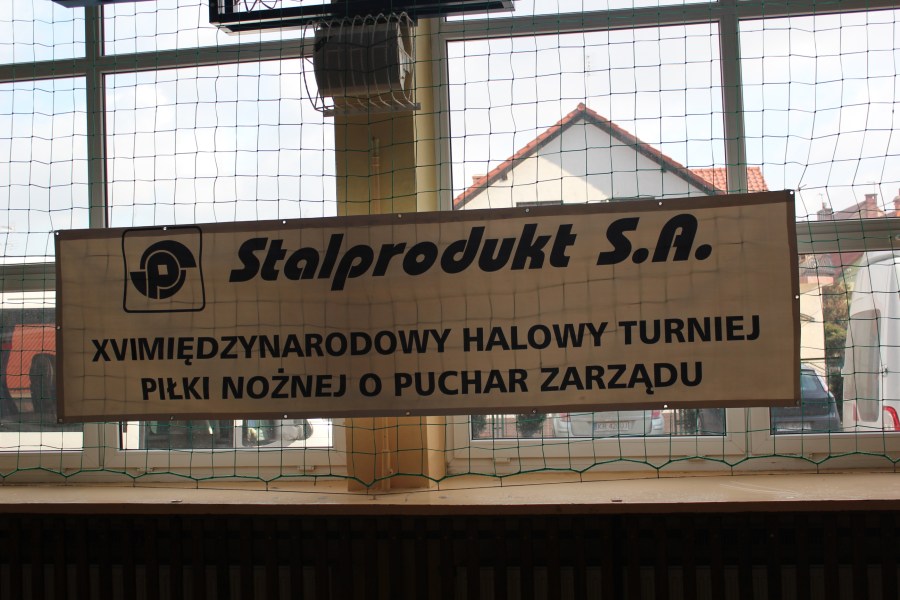 Stalprodukt S.A.
XVIMIĘDZYNARODOWY HALOWY TURNIEJ
PIŁKI NOŻNEJ O PUCHAR ZARZĄDU